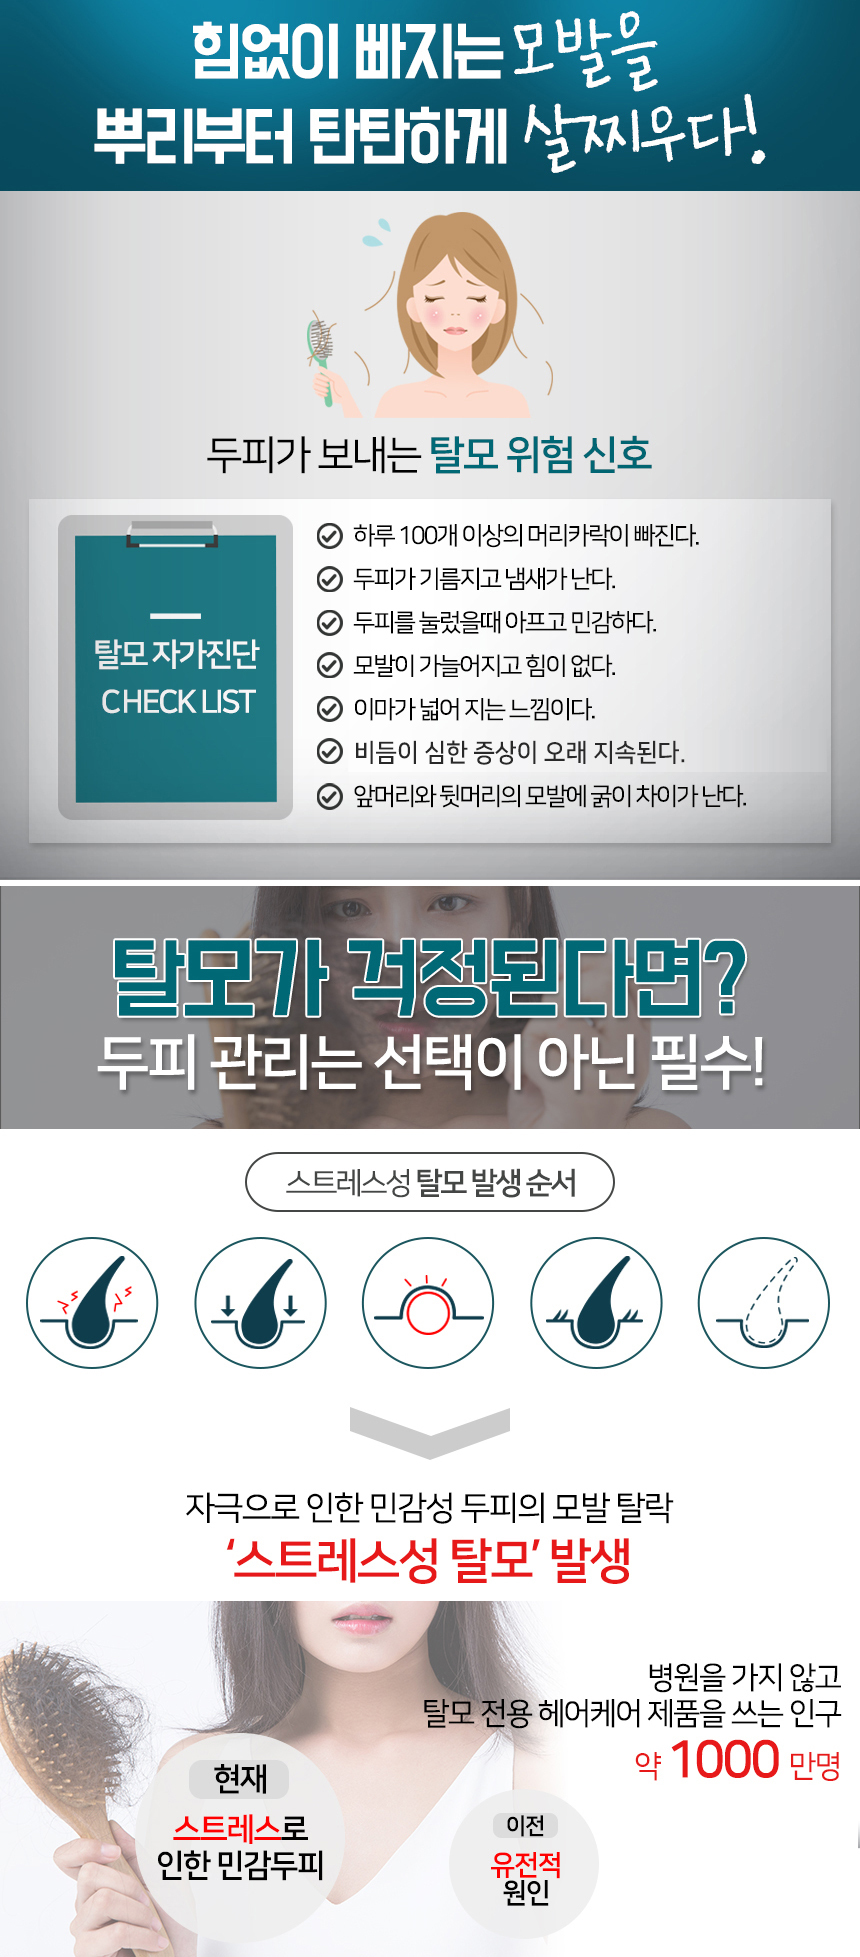 힘없이 빠지는 모발을
뿌리부터 탄탄하게 살찌우다!
두피가 보내는 탈모 위험 신호
탈모 자가진단
CHECK LIST
하루 100개 이상의 머리카락이 빠진다.
두피가 기름지고 냄새가 난다.
두피를 눌렀을때 아프고 민감하다.
모발이 가늘어지고 힘이 없다.
이마가 넓어 지는 느낌이다.
비듬이 심한 증상이 오래 지속된다.
앞머리와 뒷머리의 모발에 굵이 차이가 난다.
탈모가 걱정된다면?
두피 관리는 선택이 아닌 필수!
스트레스성 탈모 발생 순서
자극으로 인한 민감성 두피의 모발 탈락
‘스트레스성 탈모’ 발생
병원을 가지 않고
탈모 전용 헤어케어 제품을 쓰는 인구
약 1000 만명
현재
스트레스로
인한 민감두피
이전
유전적
원인